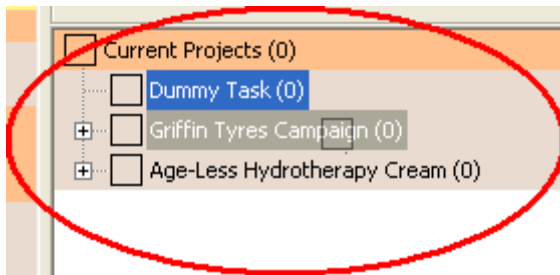 Current Projects (0)
Dummy Task (0)
Griffin Tyres Campaign (0)
Age-Less Hydrotherapy Cream (0)